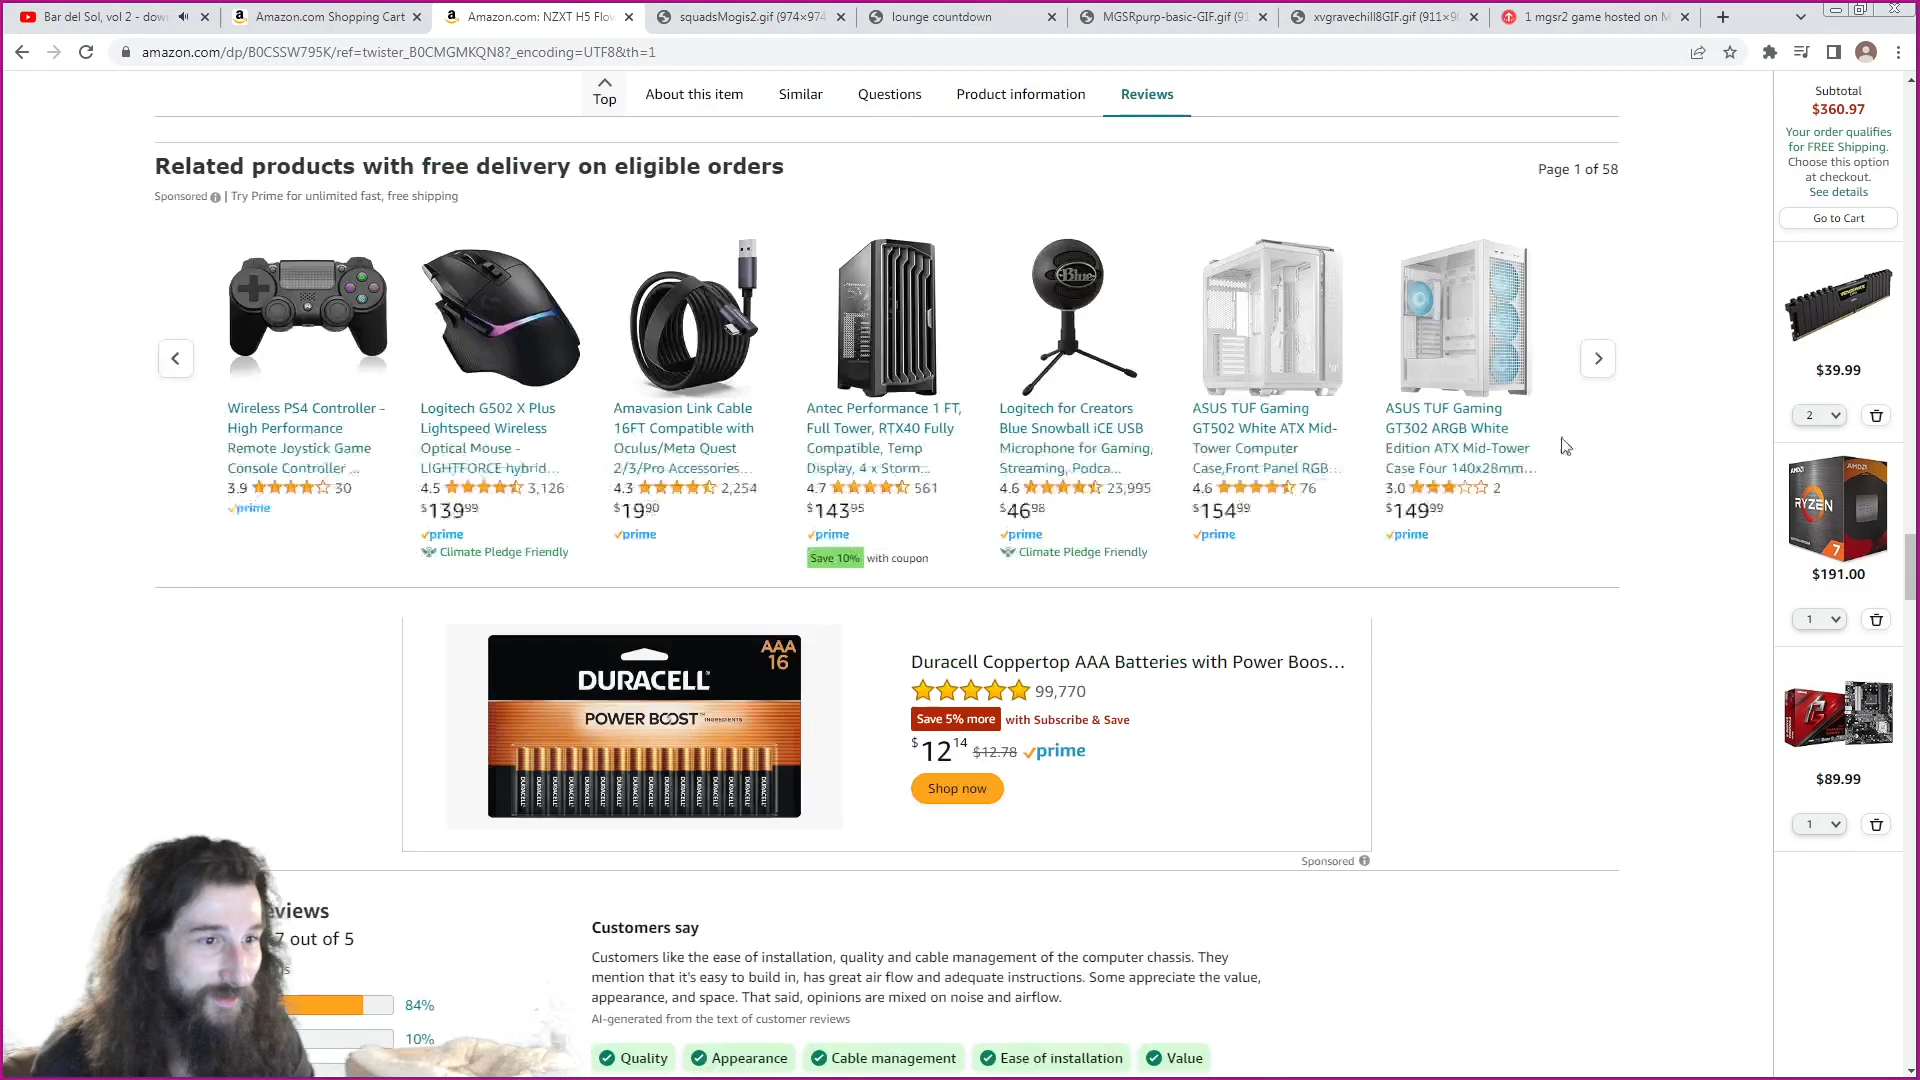 Bar del Sol, vol 2 - dow
Amazon.com Shopping Cart
Amazon.com: NZXT H5 Flow
squadsMogis2.gif (974×974
lounge countdown
MGSRpurp-basic-GIF.gif (91
xvgravechill8GIF.gif (911×90
1 mgsr2 game hosted on M
amazon.com/dp/B0CSSW795K/ref=twister_B0CMGMKQN8?_encoding=UTF8&th=1
Top
About this item
Similar
Questions
Product information
Reviews
Related products with free delivery on eligible orders
Page 1 of 58
Sponsored | Try Prime for unlimited fast, free shipping
Blue
Wireless PS4 Controller -
High Performance
Remote Joystick Game
Console Controller ...
3.9 30
prime
Logitech G502 X Plus
Lightspeed Wireless
Optical Mouse -
LIGHTFORCE hybrid...
4.5 3,126
$139.99
prime
Climate Pledge Friendly
Amavasion Link Cable
16FT Compatible with
Oculus/Meta Quest
2/3/Pro Accessories...
4.3 2,254
$19.90
prime
Antec Performance 1 FT,
Full Tower, RTX40 Fully
Compatible, Temp
Display, 4 x Storm...
4.7 561
$143.95
prime
Save 10% with coupon
Logitech for Creators
Blue Snowball iCE USB
Microphone for Gaming,
Streaming, Podca...
4.6 23,995
$46.98
prime
Climate Pledge Friendly
ASUS TUF Gaming
GT502 White ATX Mid-
Tower Computer
Case,Front Panel RGB...
4.6 76
$154.99
prime
ASUS TUF Gaming
GT302 ARGB White
Edition ATX Mid-Tower
Case Four 140x28mm...
3.0 2
$149.99
prime
AAA
16
DURACELL
POWER BOOST INGREDIENTS
Duracell Coppertop AAA Batteries with Power Boos...
99,770
Save 5% more with Subscribe & Save
$12.14 $12.78 prime
Shop now
Sponsored
eviews
7 out of 5
s
84%
10%
Customers say
Customers like the ease of installation, quality and cable management of the computer chassis. They
mention that it's easy to build in, has great air flow and adequate instructions. Some appreciate the value,
appearance, and space. That said, opinions are mixed on noise and airflow.
AI-generated from the text of customer reviews
Quality
Appearance
Cable management
Ease of installation
Value
Subtotal
$360.97
Your order qualifies
for FREE Shipping.
Choose this option
at checkout.
See details
Go to Cart
VENGEANCE
$39.99
2
AMD
RYZEN
7
$191.00
1
$89.99
1